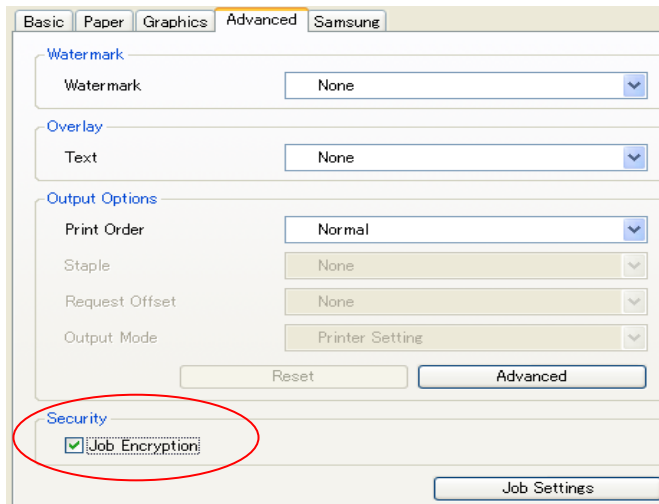 Basic Paper Graphics Advanced Samsung
Watermark
Watermark None
Overlay
Text None
Output Options
Print Order Normal
Staple None
Request Offset None
Output Mode Printer Setting
Reset Advanced
Security
Job Encryption
Job Settings